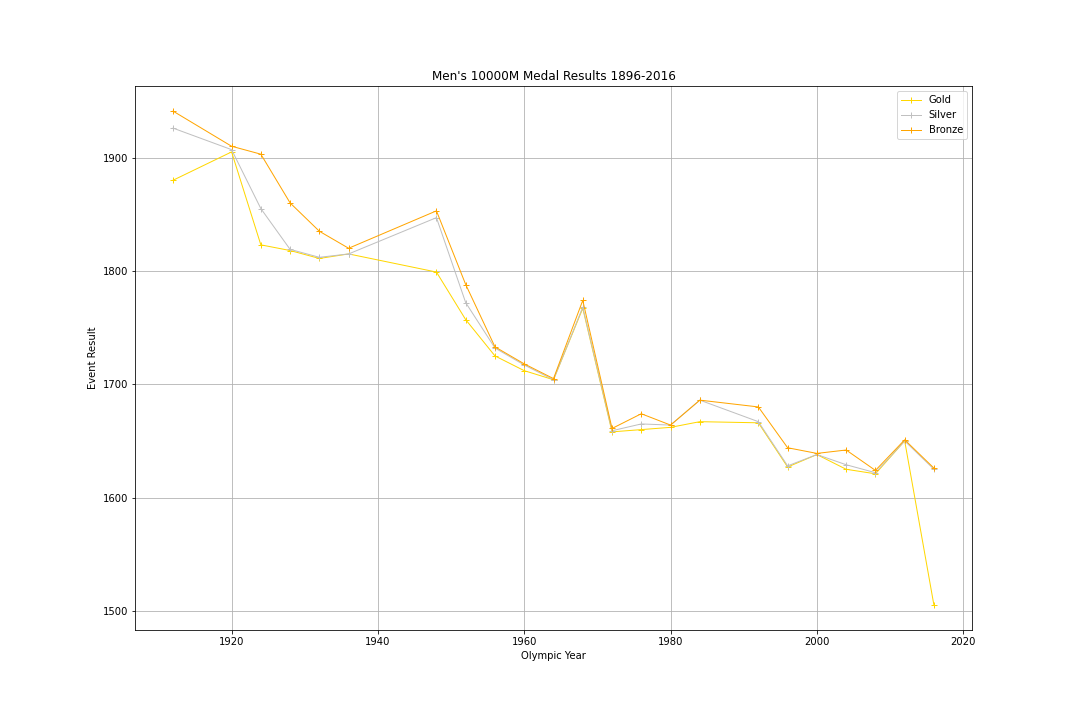 Men's 10000M Medal Results 1896-2016
Gold
Silver
Bronze
1900
1800
1700
1600
1500
Event Result
1920
1940
1960
1980
2000
2020
Olympic Year